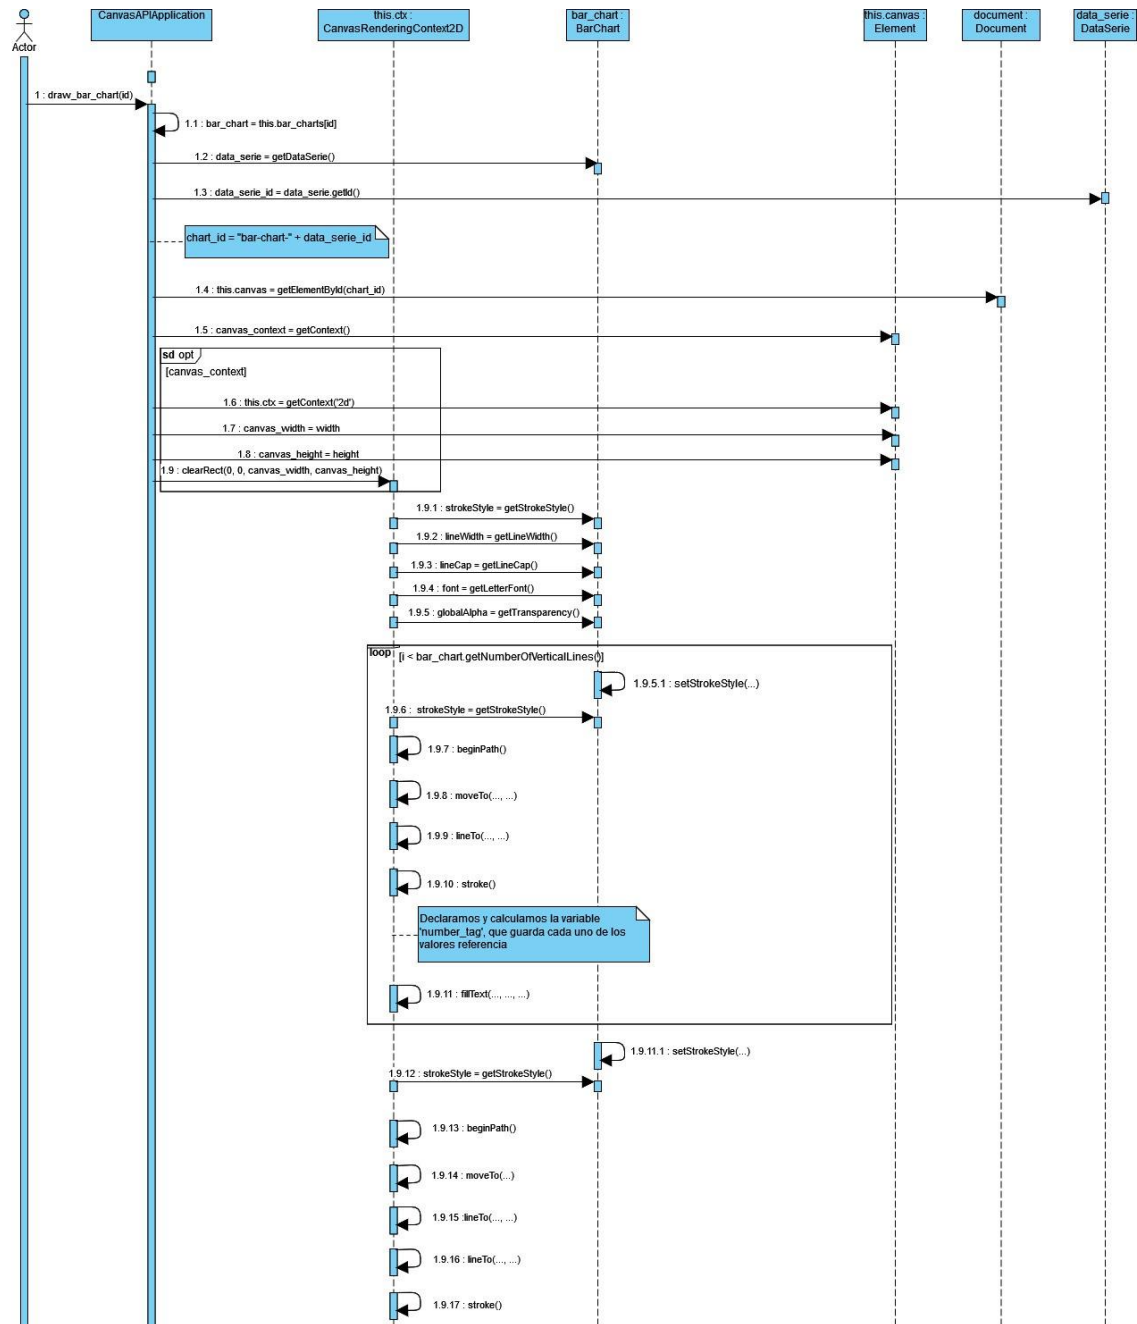 CanvasAPIApplication
this.ctx :
CanvasRenderingContext2D
bar_chart :
BarChart
this.canvas :
Element
document :
Document
data_serie :
DataSerie
Actor
1 : draw_bar_chart(id)
1.1 : bar_chart = this.bar_charts[id]
1.2 : data_serie = getDataSerie()
1.3 : data_serie_id = data_serie.getId()
chart_id = "bar-chart-" + data_serie_id
1.4 : this.canvas = getElementById(chart_id)
1.5 : canvas_context = getContext()
sd opt
[canvas_context]
1.6 : this.ctx = getContext('2d')
1.7 : canvas_width = width
1.8 : canvas_height = height
1.9 : clearRect(0, 0, canvas_width, canvas_height)
1.9.1 : strokeStyle = getStrokeStyle()
1.9.2 : lineWidth = getLineWidth()
1.9.3 : lineCap = getLineCap()
1.9.4 : font = getLetterFont()
1.9.5 : globalAlpha = getTransparency()
loop
[i < bar_chart.getNumberOfVerticalLines()]
1.9.5.1 : setStrokeStyle(...)
1.9.6 : strokeStyle = getStrokeStyle()
1.9.7 : beginPath()
1.9.8 : moveTo(..., ...)
1.9.9 : lineTo(..., ...)
1.9.10 : stroke()
Declaramos y calculamos la variable
'number_tag', que guarda cada uno de los
valores referencia
1.9.11 : fillText(..., ..., ...)
1.9.11.1 : setStrokeStyle(...)
1.9.12 : strokeStyle = getStrokeStyle()
1.9.13 : beginPath()
1.9.14 : moveTo(...)
1.9.15 :lineTo(..., ...)
1.9.16 : lineTo(..., ...)
1.9.17 : stroke()